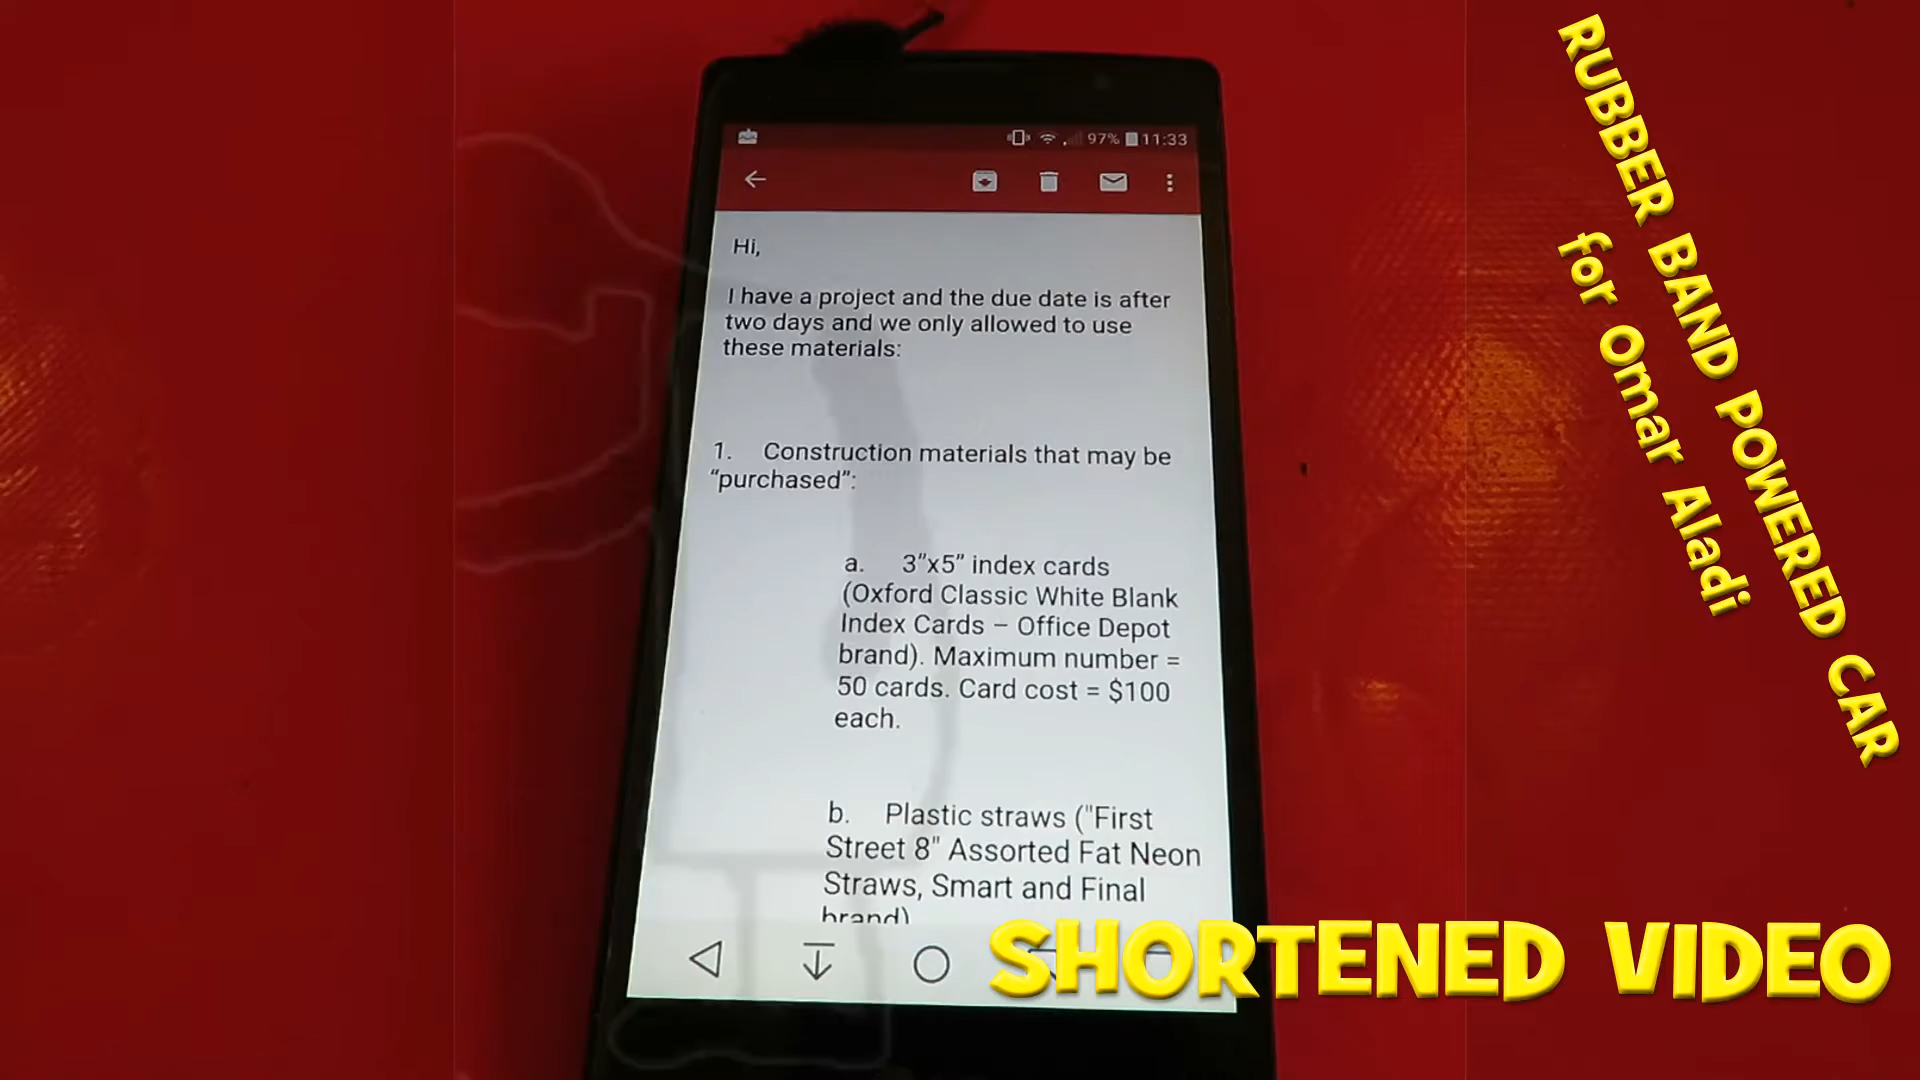 97% 11:33
Hi,
I have a project and the due date is after
two days and we only allowed to use
these materials:
1. Construction materials that may be
“purchased”:
a. 3”x5” index cards
(Oxford Classic White Blank
Index Cards – Office Depot
brand). Maximum number =
50 cards. Card cost = $100
each.
b. Plastic straws ("First
Street 8" Assorted Fat Neon
Straws, Smart and Final
brand)
RUBBER BAND POWERED CAR
for Omar Aladi
SHORTENED VIDEO